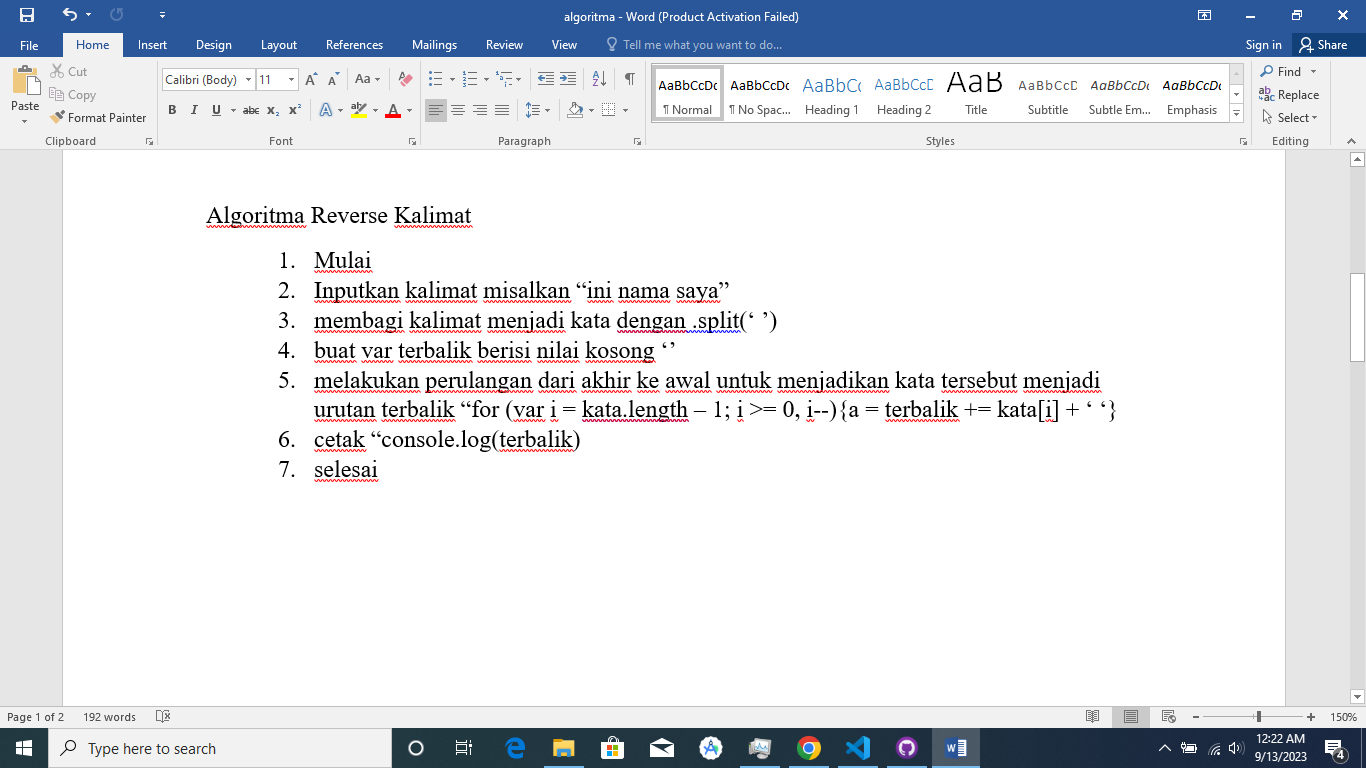 algoritma - Word (Product Activation Failed)
File Home Insert Design Layout References Mailings Review View Tell me what you want to do... Sign in Share
Paste
Cut
Copy
Format Painter
Clipboard
Calibri (Body) 11
Font
Paragraph
AaBbCcDc AaBbCcDc AaBbCc AaBbCcD AaB AaBbCcD AaBbCcDt AaBbCcDt
¶ Normal ¶ No Spac... Heading 1 Heading 2 Title Subtitle Subtle Em... Emphasis
Styles
Find
Replace
Select
Editing
Algoritma Reverse Kalimat
1. Mulai
2. Inputkan kalimat misalkan “ini nama saya”
3. membagi kalimat menjadi kata dengan .split(‘ ’)
4. buat var terbalik berisi nilai kosong ‘’
5. melakukan perulangan dari akhir ke awal untuk menjadikan kata tersebut menjadi
urutan terbalik “for (var i = kata.length – 1; i >= 0, i--){a = terbalik += kata[i] + ‘ ‘}
6. cetak “console.log(terbalik)
7. selesai
Page 1 of 2 192 words 150%
Type here to search
12:22 AM
9/13/2023
4